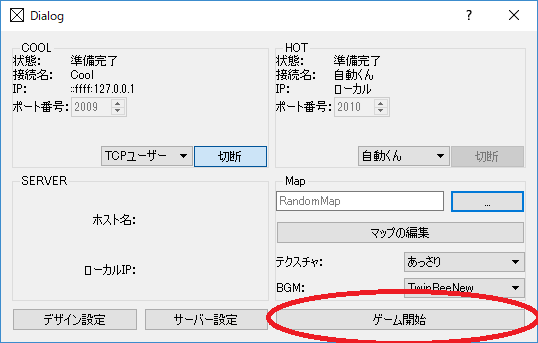 Dialog
COOL
状態: 準備完了
接続名: Cool
IP: ::ffff:127.0.0.1
ポート番号: 2009
TCPユーザー 切断
HOT
状態: 準備完了
接続名: 自動くん
IP: ローカル
ポート番号: 2010
自動くん 切断
SERVER
ホスト名:
ローカルIP:
Map
RandomMap ...
マップの編集
テクスチャ: あっさり
BGM: TwinBeeNew
デザイン設定 サーバー設定 ゲーム開始